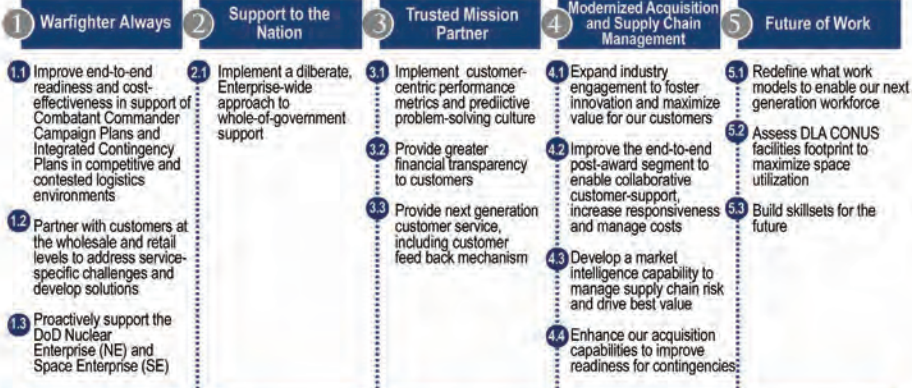 1 Warfighter Always
1.1 Improve end-to-end
readiness and cost-
effectiveness in support of
Combatant Commander
Campaign Plans and
Integrated Contingency
Plans in competitive and
contested logistics
environments
1.2 Partner with customers at
the wholesale and retail
levels to address service-
specific challenges and
develop solutions
1.3 Proactively support the
DoD Nuclear
Enterprise (NE) and
Space Enterprise (SE)
2 Support to the
Nation
2.1 Implement a dilberate,
Enterprise-wide
approach to
whole-of-government
support
3 Trusted Mission
Partner
3.1 Implement customer-
centric performance
metrics and prediictive
problem-solving culture
3.2 Provide greater
financial transparency
to customers
3.3 Provide next generation
customer service,
including customer
feed back mechanism
4 Modernized Acquisition
and Supply Chain
Management
4.1 Expand industry
engagement to foster
innovation and maximize
value for our customers
4.2 Improve the end-to-end
post-award segment to
enable collaborative
customer-support,
increase responsiveness
and manage costs
4.3 Develop a market
intelligence capability to
manage supply chain risk
and drive best value
4.4 Enhance our acquisition
capabilities to improve
readiness for contingencies
5 Future of Work
5.1 Redefine what work
models to enable our next
generation workforce
5.2 Assess DLA CONUS
facilities footprint to
maximize space
utilization
5.3 Build skillsets for the
future